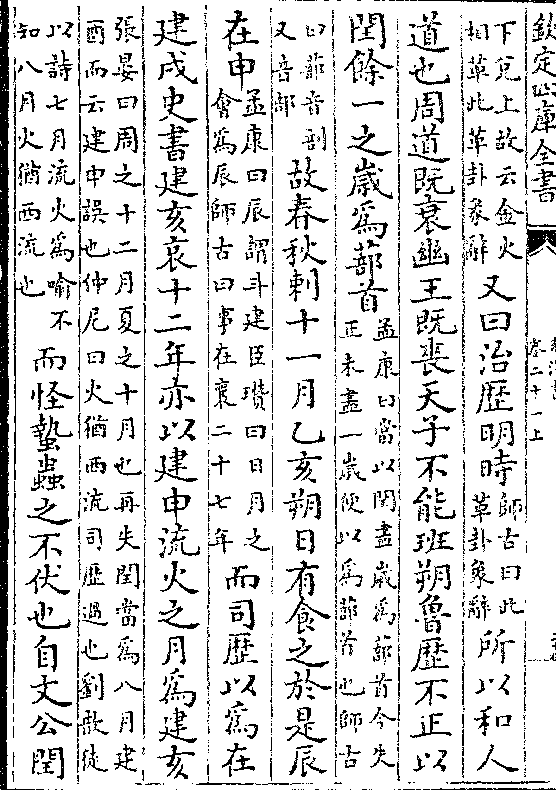 欽定四庫全書
卷二十一上
下兌上故云金火
相革此革卦彖辭
又曰治歴明時
師古曰此
革卦象辭
所以和人
道也周道既衰幽王既喪天子不能班朔魯歴不正以
閏餘一之歳為蔀首
孟康曰當以閏盡歲為蔀首今失
正未盡一歲便以為蔀首也師古
曰蔀音剖
又音部
故春秋刺十一月乙亥朔日有食之於是辰
在申
孟康曰辰謂斗建臣瓚曰日月之
會為辰師古曰事在襄二十七年
而司歴以為在
建戌史書建亥哀十二年亦以建申流火之月為建亥
張晏曰周之十二月夏之十月也再失閏當為八月建
酉而云建申誤也仲尼曰火猶西流司歴過也劉歆徒
以詩七月流火為喻不
知八月火猶西流也
而怪蟄蟲之不伏也自文公閏